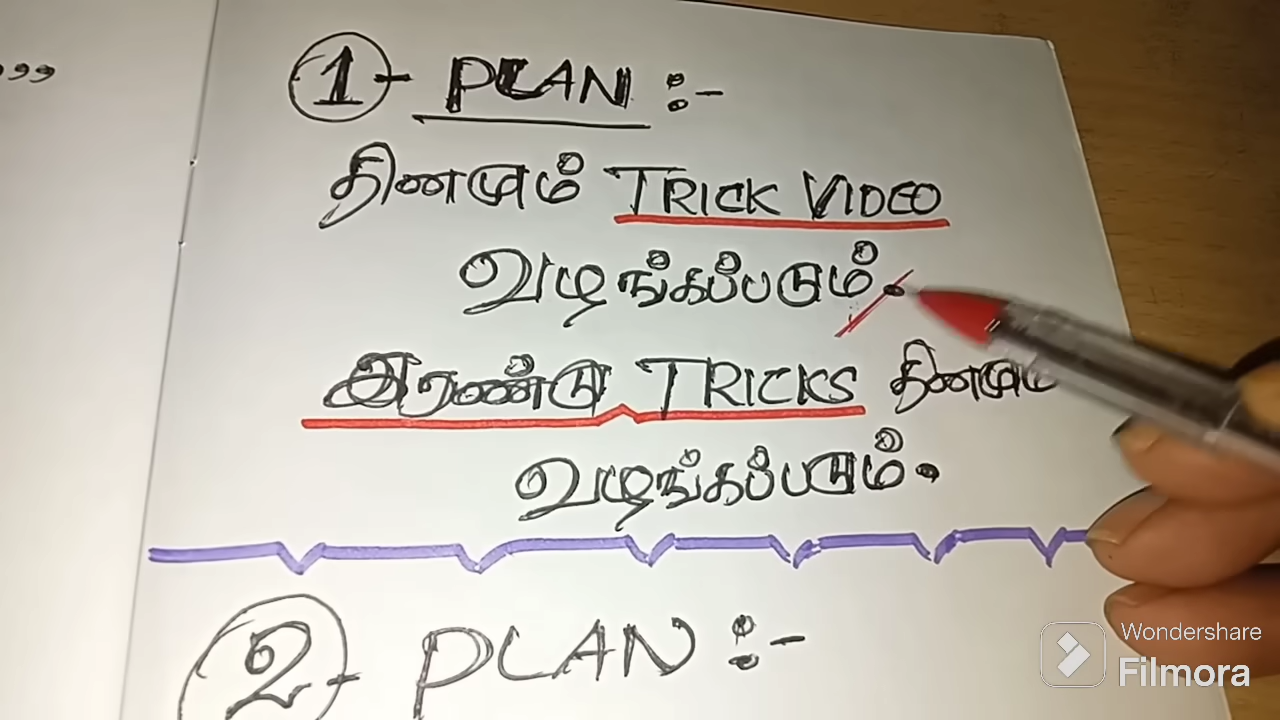 ”
① - PLAN :-
தினமும் TRICK VIDEO
வழங்கப்படும்.
இரண்டு TRICKS தினமும்
வழங்கப்படும்.
② - PLAN :-
Wondershare
Filmora